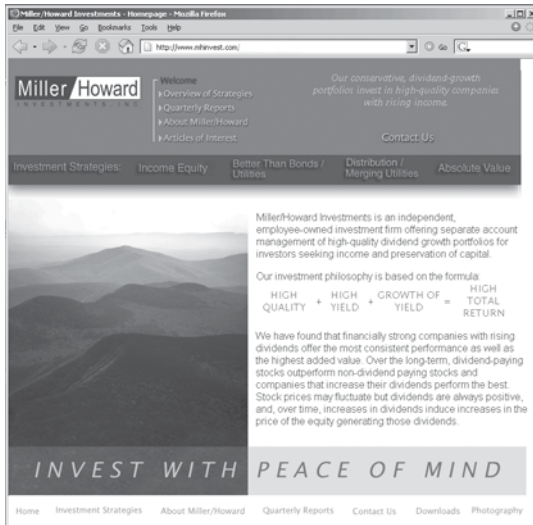 Miller/Howard Investments - Homepage - Mozilla Firefox
File Edit View Go Bookmarks Tools Help
http://www.mhinvest.com/
Go
Miller/Howard
INVESTMENTS, INC.
Welcome
Overview of Strategies
Quarterly Reports
About Miller/Howard
Articles of Interest
Our conservative, dividend-growth
portfolios invest in high-quality companies
with rising income.
Contact Us
Investment Strategies:
Income Equity
Better Than Bonds /
Utilities
Distribution /
Merging Utilities
Absolute Value
Miller/Howard Investments is an independent,
employee-owned investment firm offering separate account
management of high-quality dividend growth portfolios for
investors seeking income and preservation of capital.
Our investment philosophy is based on the formula:
HIGH QUALITY + HIGH YIELD + GROWTH OF YIELD = HIGH TOTAL RETURN
We have found that financially strong companies with rising
dividends offer the most consistent performance as well as
the highest added value. Over the long-term, dividend-paying
stocks outperform non-dividend paying stocks and
companies that increase their dividends perform the best.
Stock prices may fluctuate but dividends are always positive,
and, over time, increases in dividends induce increases in the
price of the equity generating those dividends.
INVEST WITH PEACE OF MIND
Home Investment Strategies About Miller/Howard Quarterly Reports Contact Us Downloads Photography